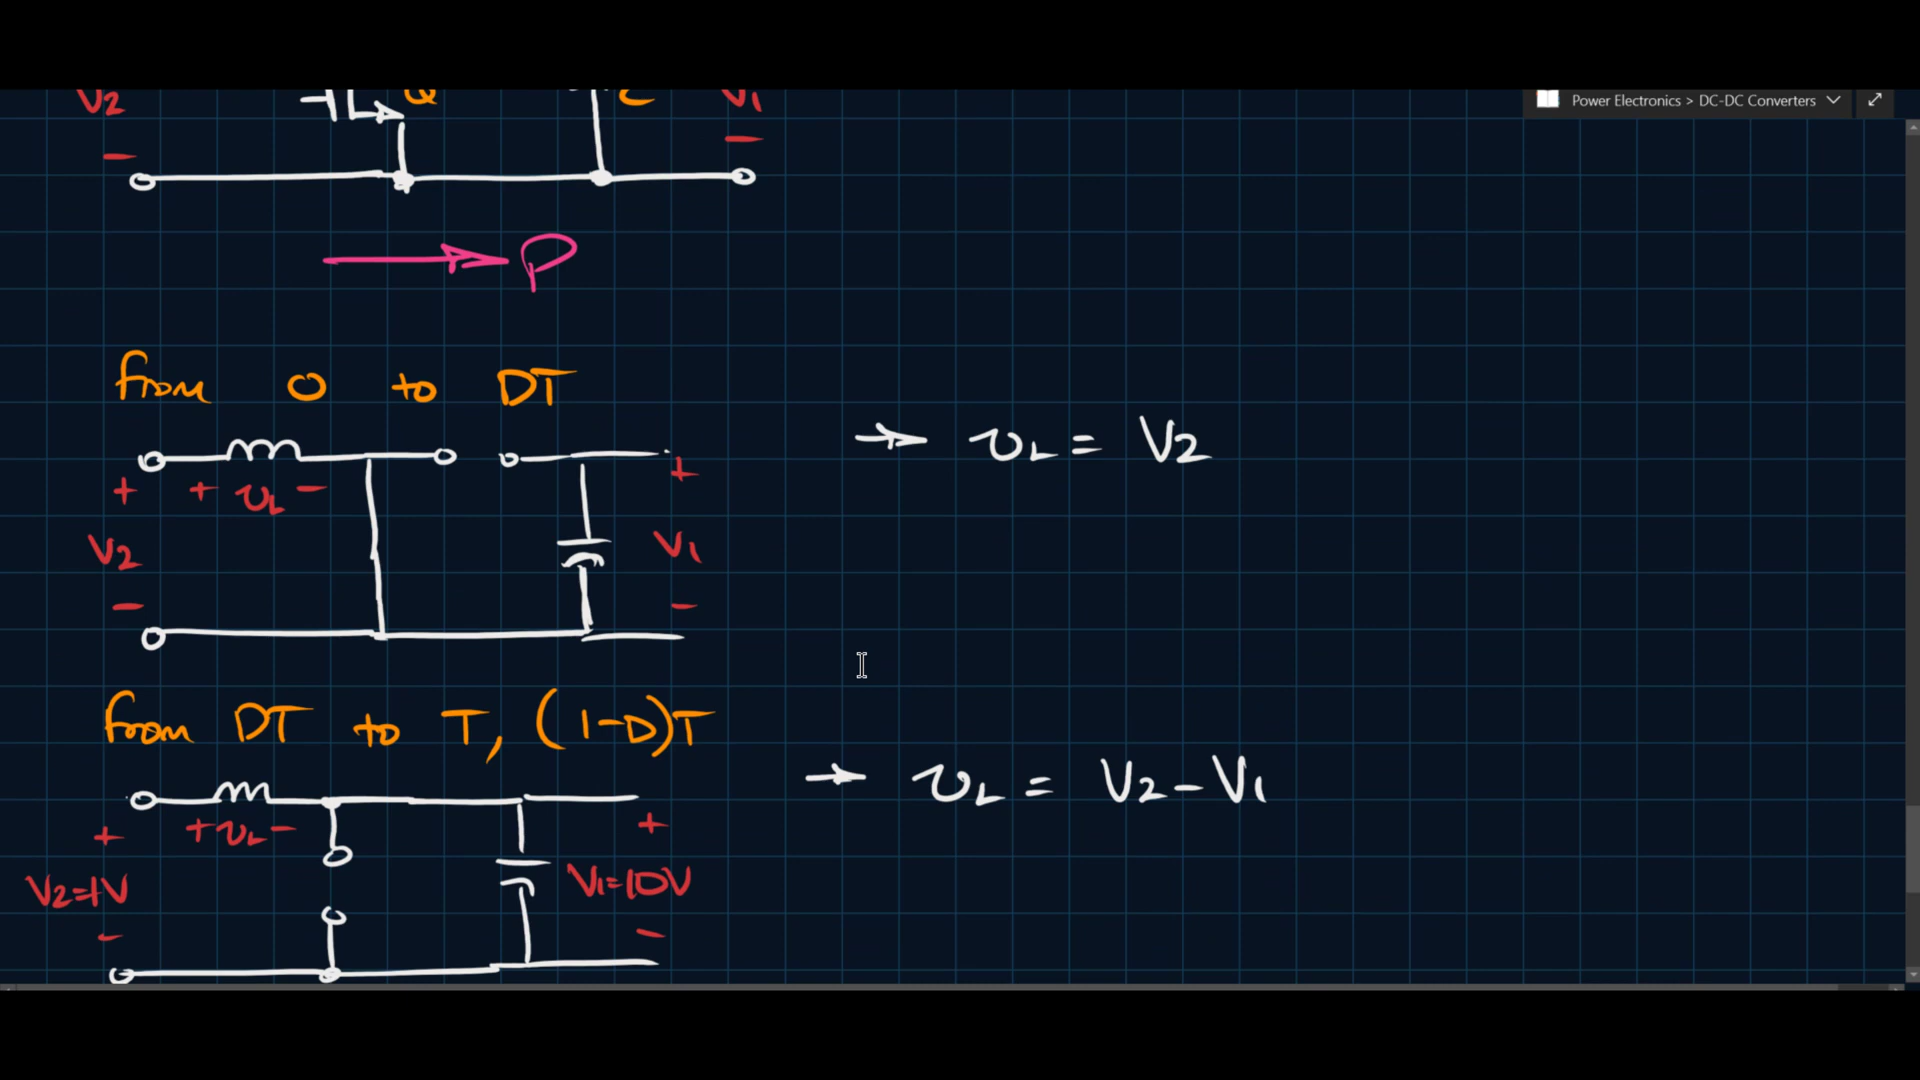 Power Electronics > DC-DC Converters
V2 Q C V1
−
−
P
from 0 to DT
→ vL = V2
+ + vL − +
V2 V1
− −
from DT to T, (1-D)T
→ vL = V2 - V1
+ + vL − +
V2=1V V1=10V
− −